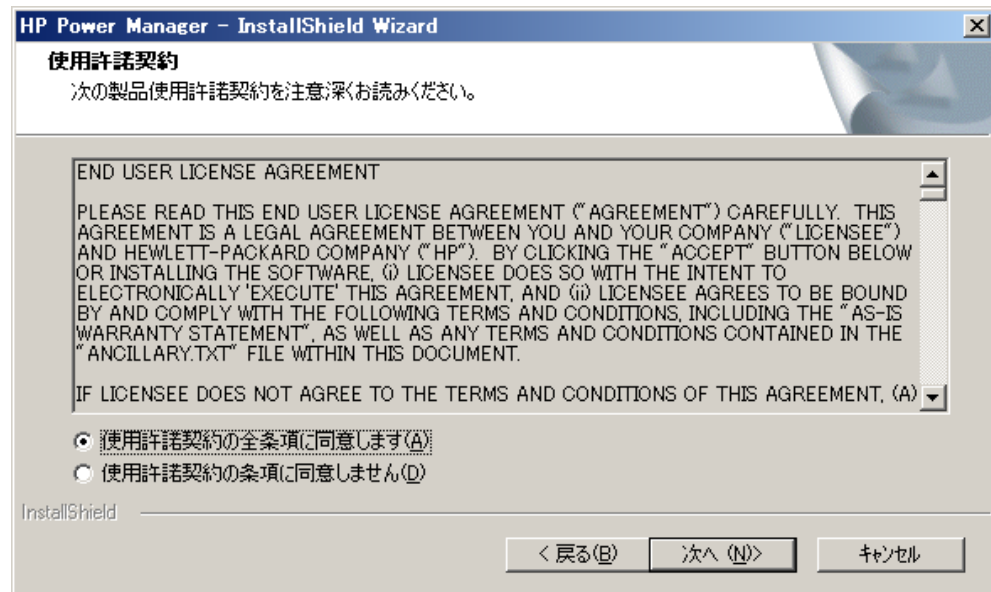 HP Power Manager - InstallShield Wizard
使用許諾契約
次の製品使用許諾契約を注意深くお読みください。
END USER LICENSE AGREEMENT
PLEASE READ THIS END USER LICENSE AGREEMENT ("AGREEMENT") CAREFULLY. THIS
AGREEMENT IS A LEGAL AGREEMENT BETWEEN YOU AND YOUR COMPANY ("LICENSEE")
AND HEWLETT-PACKARD COMPANY ("HP"). BY CLICKING THE "ACCEPT" BUTTON BELOW
OR INSTALLING THE SOFTWARE, (i) LICENSEE DOES SO WITH THE INTENT TO
ELECTRONICALLY 'EXECUTE' THIS AGREEMENT, AND (ii) LICENSEE AGREES TO BE BOUND
BY AND COMPLY WITH THE FOLLOWING TERMS AND CONDITIONS, INCLUDING THE "AS-IS
WARRANTY STATEMENT", AS WELL AS ANY TERMS AND CONDITIONS CONTAINED IN THE
"ANCILLARY.TXT" FILE WITHIN THIS DOCUMENT.
IF LICENSEE DOES NOT AGREE TO THE TERMS AND CONDITIONS OF THIS AGREEMENT, (A)
使用許諾契約の全条項に同意します(A)
使用許諾契約の条項に同意しません(D)
InstallShield
< 戻る(B)
次へ (N)>
キャンセル